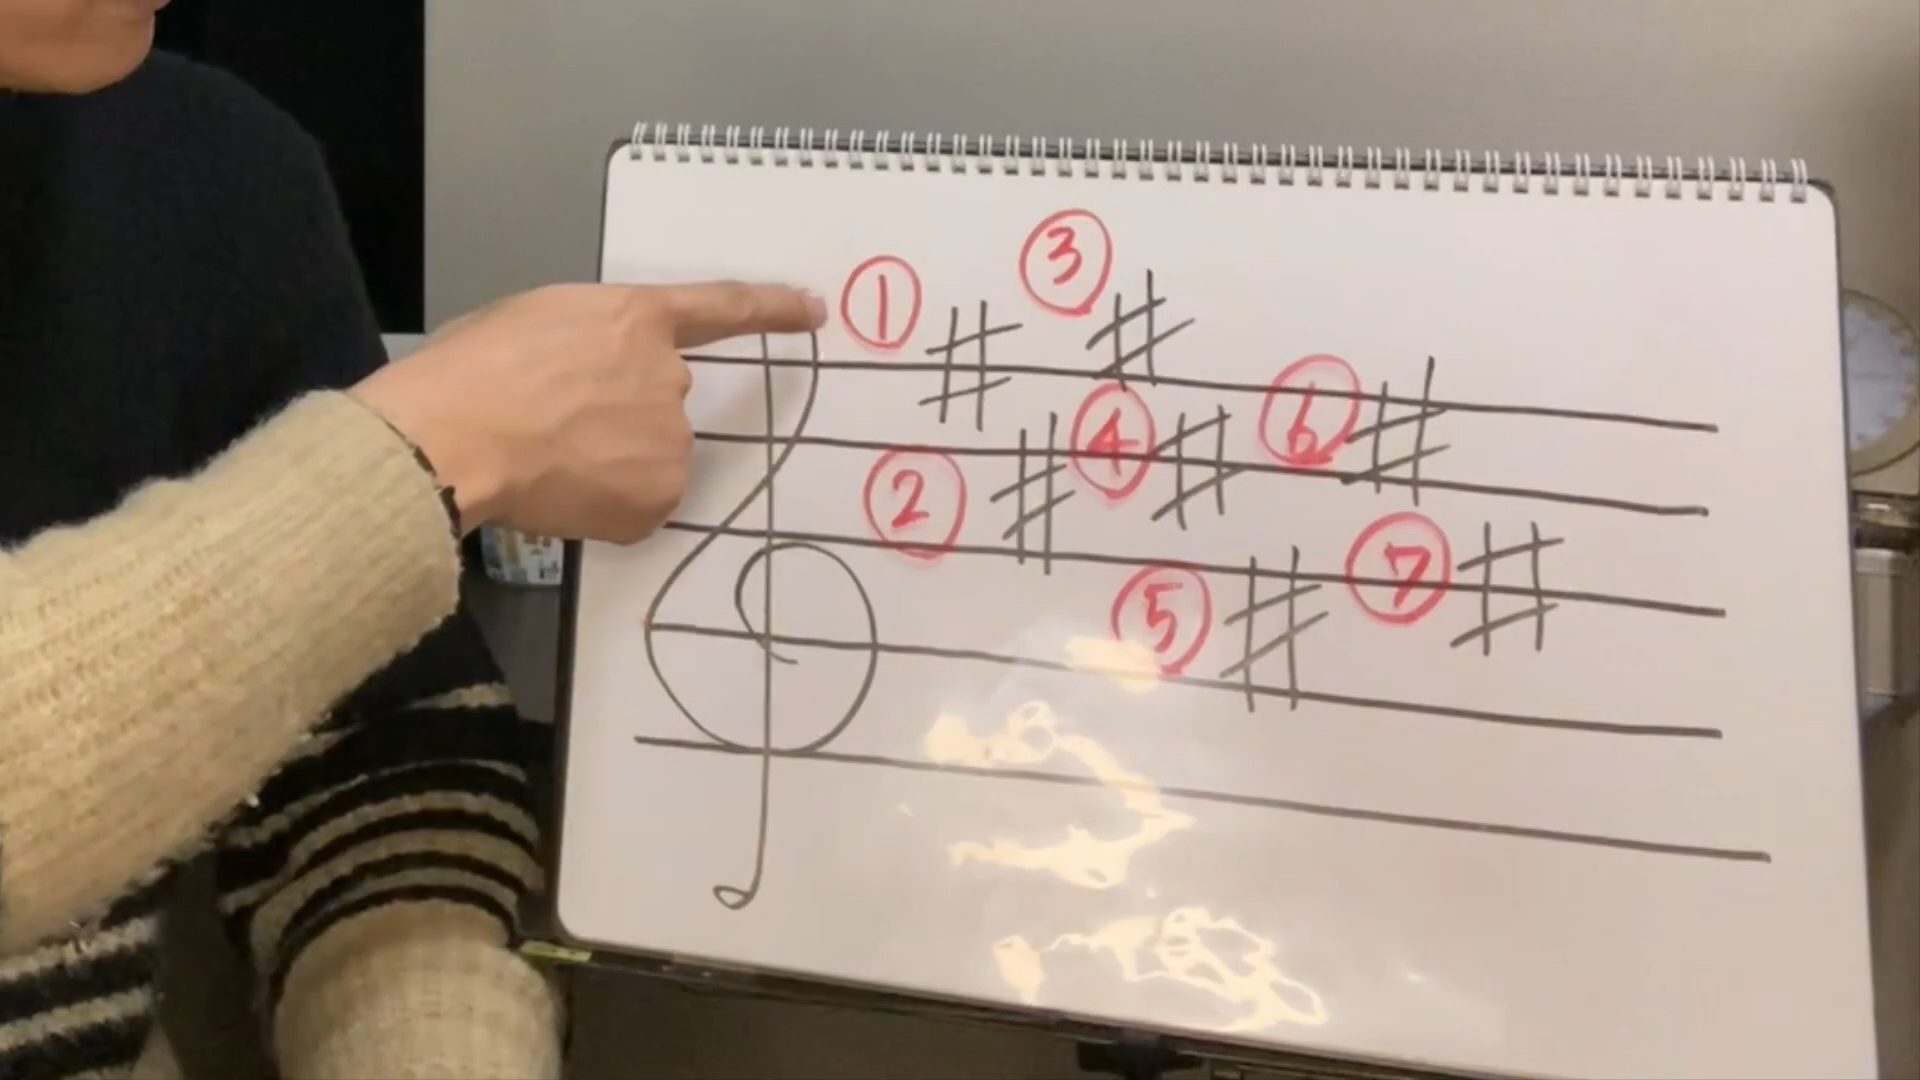 ① # ③ #
② # ④ # ⑥ #
⑤ # ⑦ #